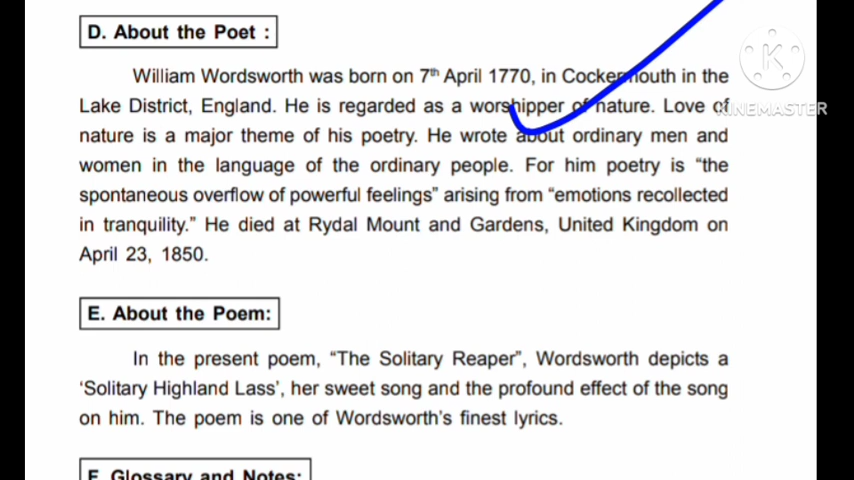 D. About the Poet :
William Wordsworth was born on 7th April 1770, in Cockermouth in the
Lake District, England. He is regarded as a worshipper of nature. Love of
KINEMASTER
nature is a major theme of his poetry. He wrote about ordinary men and
women in the language of the ordinary people. For him poetry is “the
spontaneous overflow of powerful feelings” arising from “emotions recollected
in tranquility.” He died at Rydal Mount and Gardens, United Kingdom on
April 23, 1850.
E. About the Poem:
In the present poem, “The Solitary Reaper”, Wordsworth depicts a
‘Solitary Highland Lass’, her sweet song and the profound effect of the song
on him. The poem is one of Wordsworth’s finest lyrics.
F. Glossary and Notes: